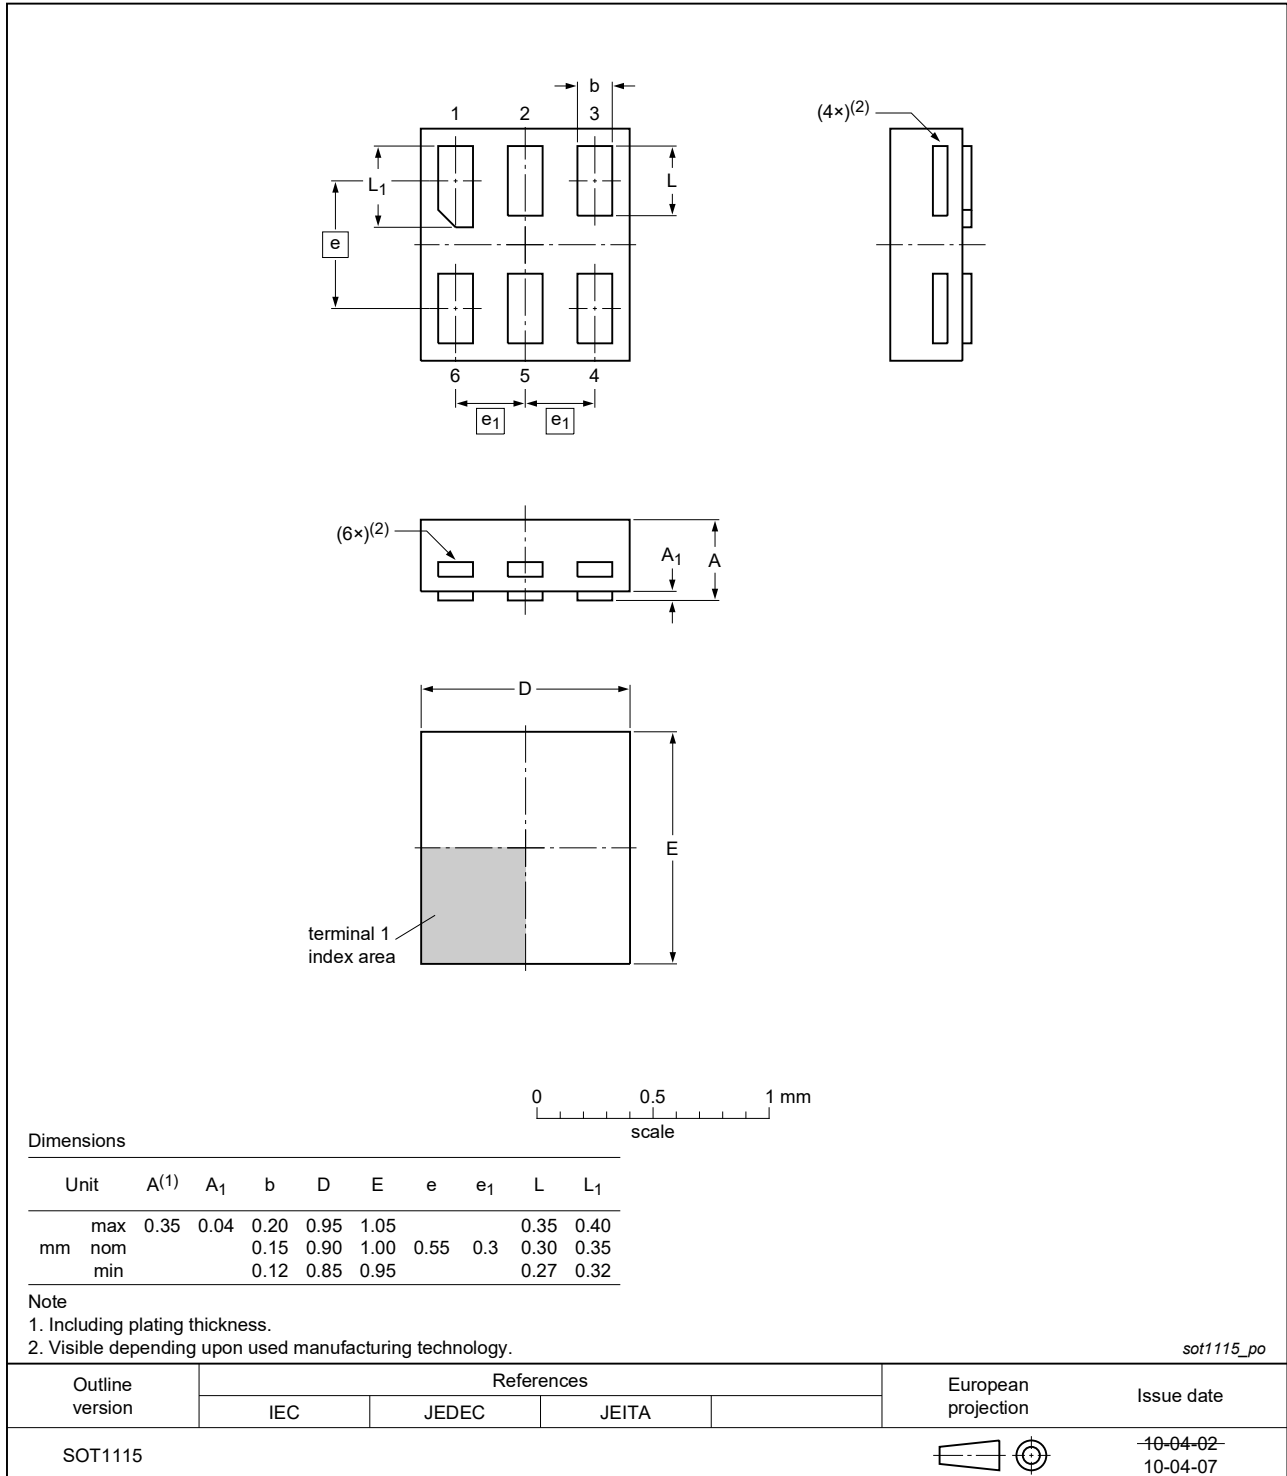 b
1 2 3
(4×)(2)
L1
L
e
6 5 4
e1 e1
(6×)(2)
A1 A
D
E
terminal 1
index area
0 0.5 1 mm
scale
Dimensions
Unit A(1) A1 b D E e e1 L L1
max 0.35 0.04 0.20 0.95 1.05 0.35 0.40
mm nom 0.15 0.90 1.00 0.55 0.3 0.30 0.35
min 0.12 0.85 0.95 0.27 0.32
Note
1. Including plating thickness.
2. Visible depending upon used manufacturing technology.
sot1115_po
Outline version
References
European projection
Issue date
IEC JEDEC JEITA
SOT1115
10-04-02
10-04-07